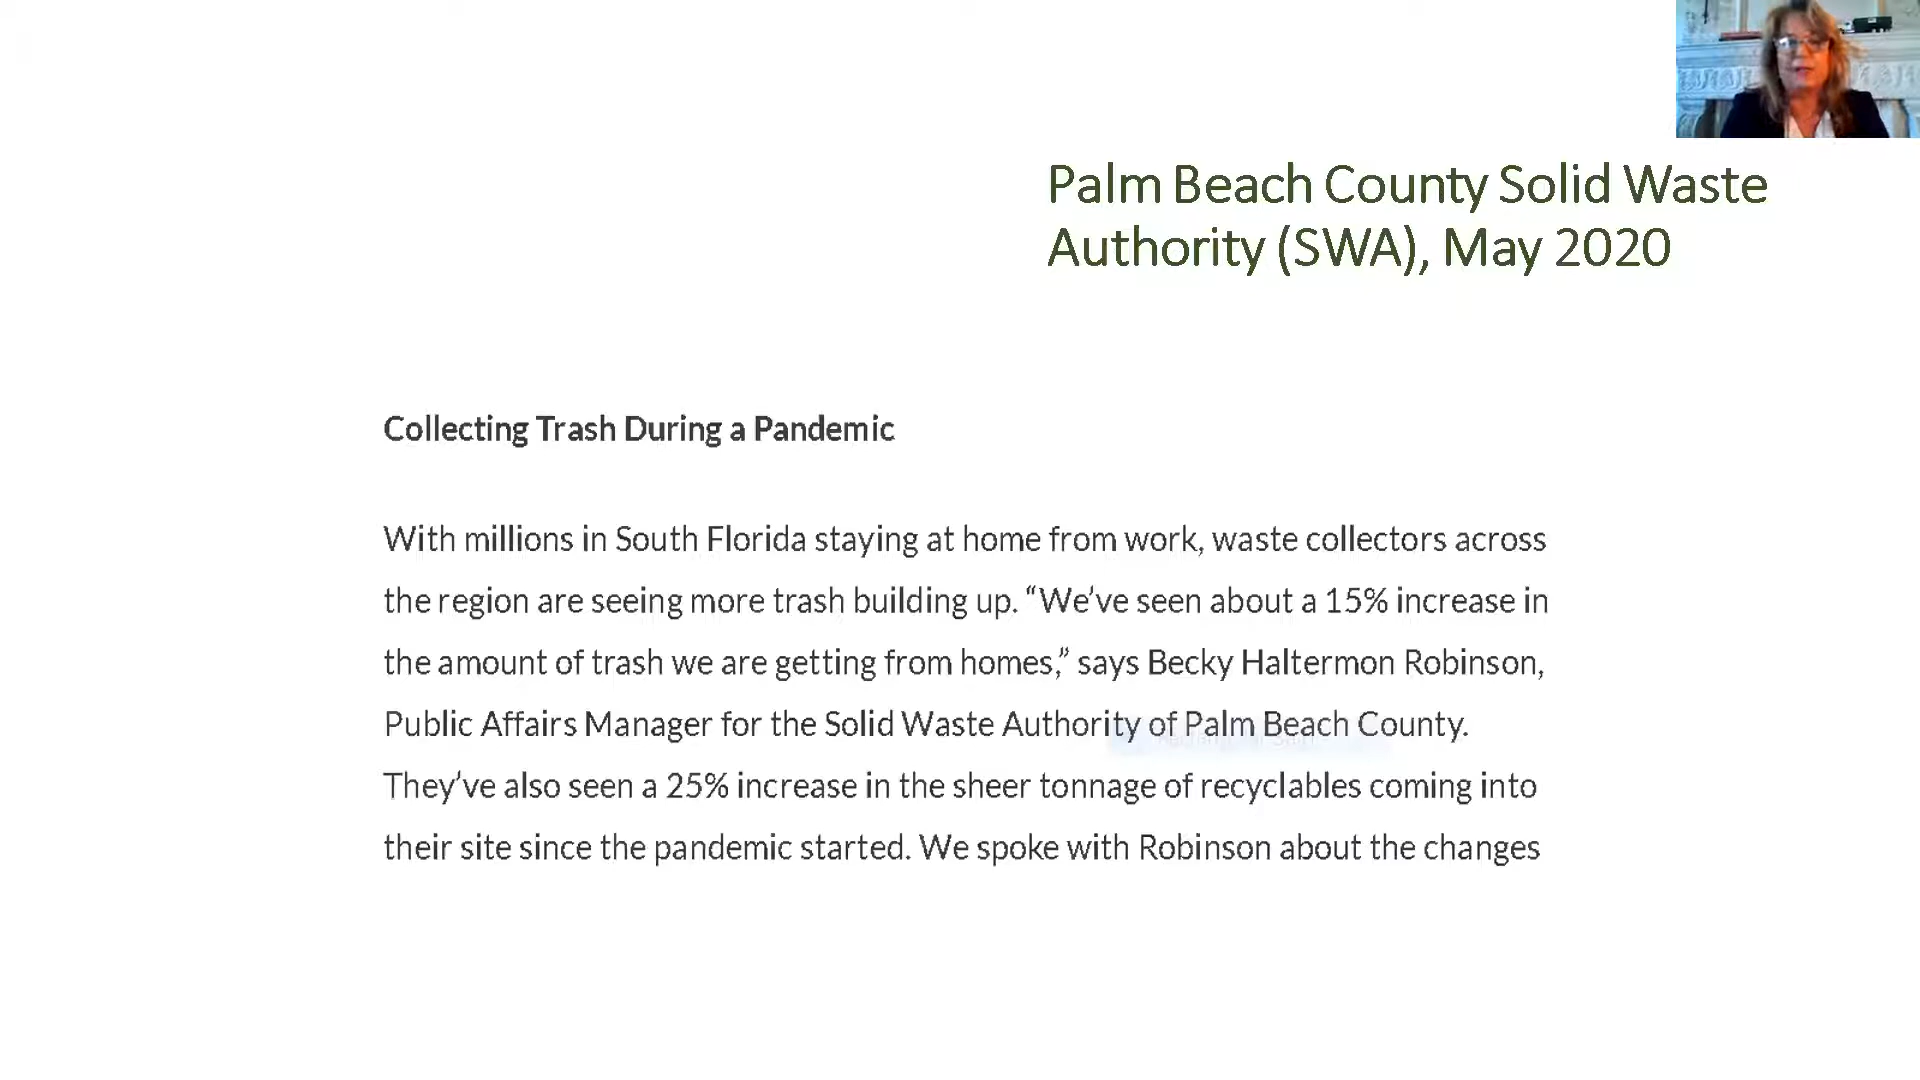 Palm Beach County Solid Waste
Authority (SWA), May 2020
Collecting Trash During a Pandemic
With millions in South Florida staying at home from work, waste collectors across
the region are seeing more trash building up. “We’ve seen about a 15% increase in
the amount of trash we are getting from homes,” says Becky Haltermon Robinson,
Public Affairs Manager for the Solid Waste Authority of Palm Beach County.
They’ve also seen a 25% increase in the sheer tonnage of recyclables coming into
their site since the pandemic started. We spoke with Robinson about the changes